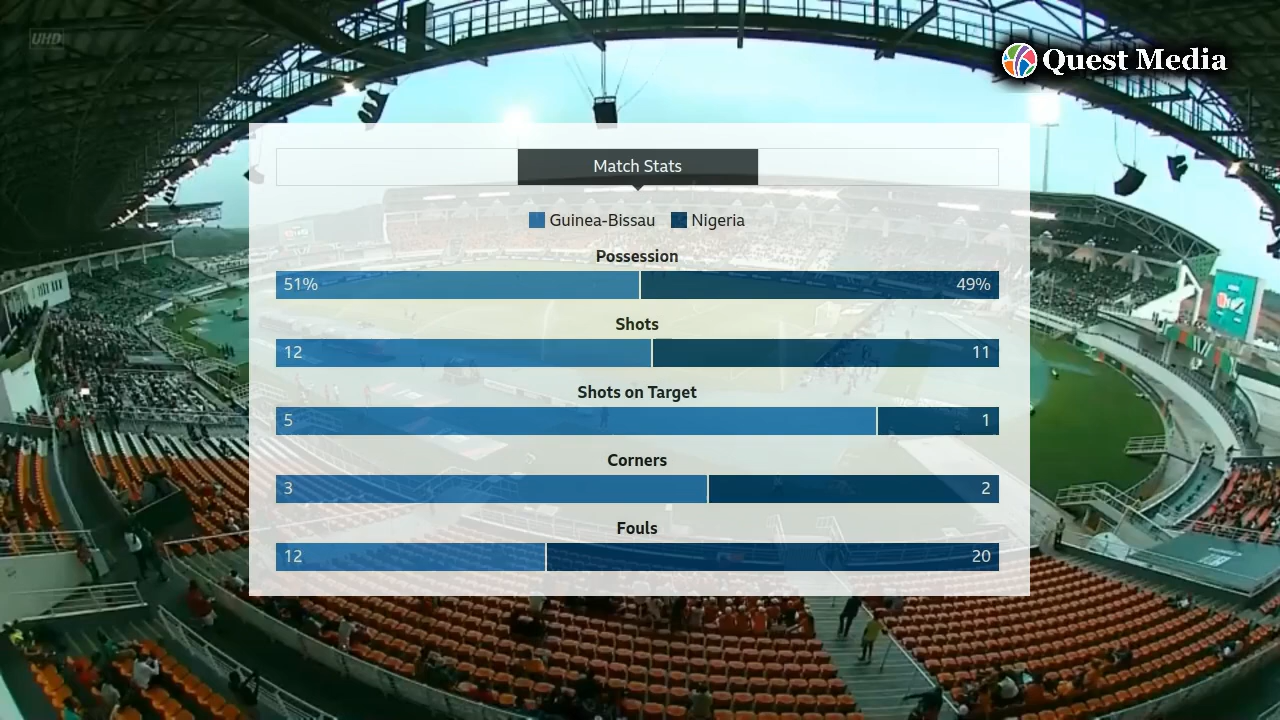 UHD
Quest Media
Match Stats
Guinea-Bissau Nigeria
Possession
51% 49%
Shots
12 11
Shots on Target
5 1
Corners
3 2
Fouls
12 20